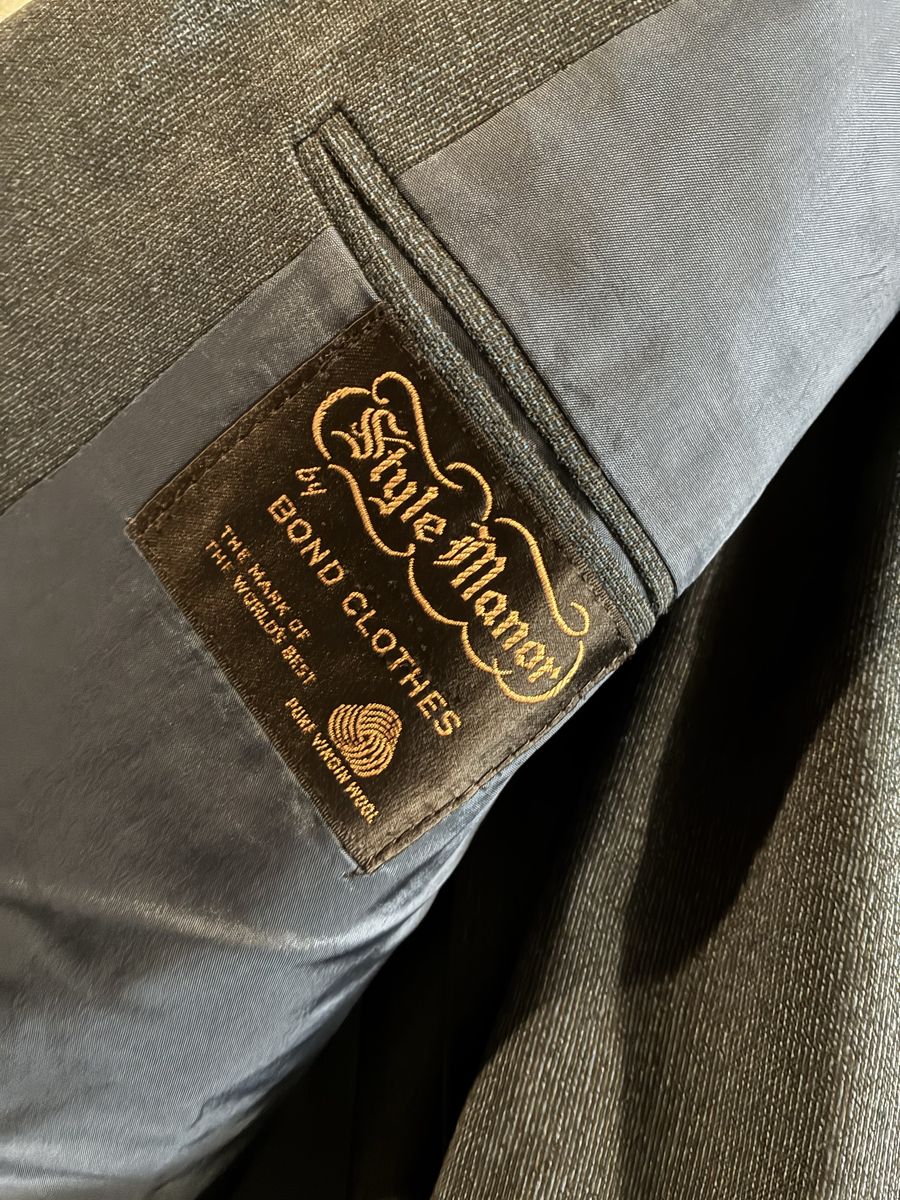 Style Manor
by
BOND CLOTHES
THE MARK OF
THE WORLD'S BEST
PURE VIRGIN WOOL